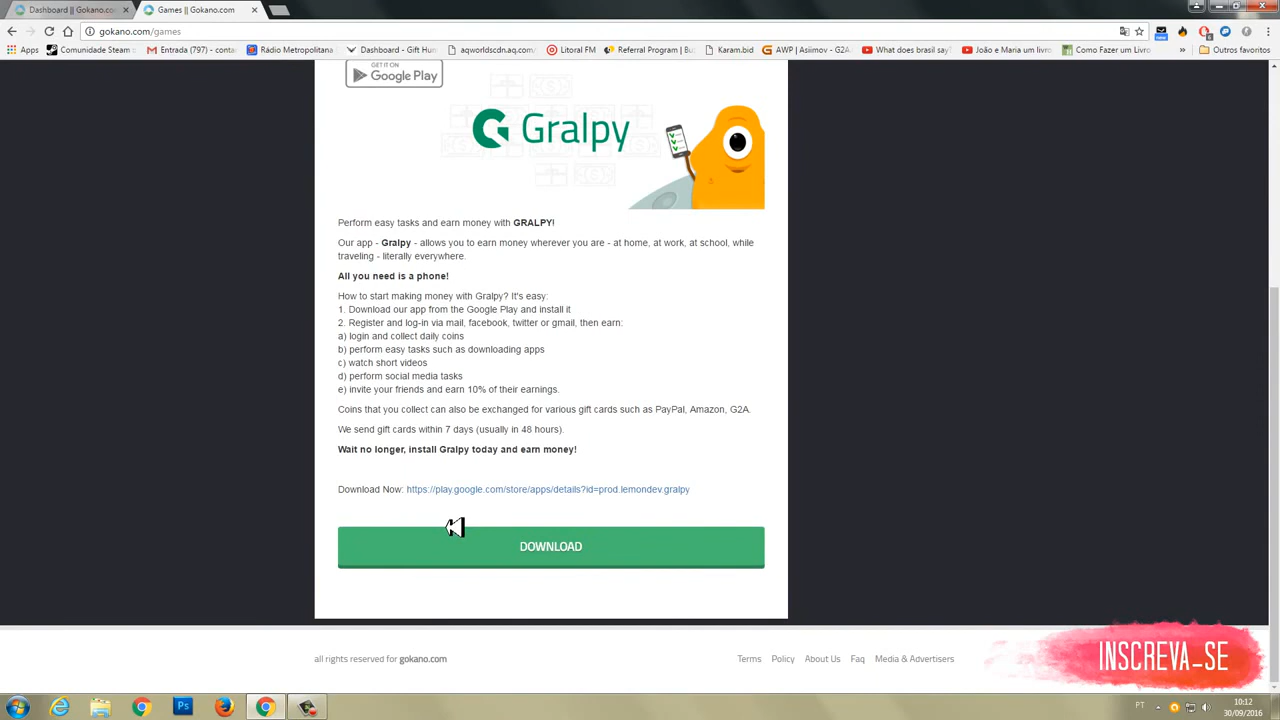 Dashboard || Gokano.co
Games || Gokano.com
gokano.com/games
Apps
Comunidade Steam
Entrada (797) - conta
Rádio Metropolitana
Dashboard - Gift Hun
aqworldscdn.aq.com/
Litoral FM
Referral Program | Bu
Karam.bid
AWP | Asiimov - G2A
What does brasil say
João e Maria um livro
Como Fazer um Livro
»
Outros favoritos
GET IT ON
Google Play
Gralpy
Perform easy tasks and earn money with GRALPY!
Our app - Gralpy - allows you to earn money wherever you are - at home, at work, at school, while
traveling - literally everywhere.
All you need is a phone!
How to start making money with Gralpy? It's easy:
1. Download our app from the Google Play and install it
2. Register and log-in via mail, facebook, twitter or gmail, then earn:
a) login and collect daily coins
b) perform easy tasks such as downloading apps
c) watch short videos
d) perform social media tasks
e) invite your friends and earn 10% of their earnings.
Coins that you collect can also be exchanged for various gift cards such as PayPal, Amazon, G2A.
We send gift cards within 7 days (usually in 48 hours).
Wait no longer, install Gralpy today and earn money!
Download Now: https://play.google.com/store/apps/details?id=prod.lemondev.gralpy
DOWNLOAD
all rights reserved for gokano.com
Terms Policy About Us Faq Media & Advertisers
INSCREVA-SE
Ps
PT
10:12
30/09/2016